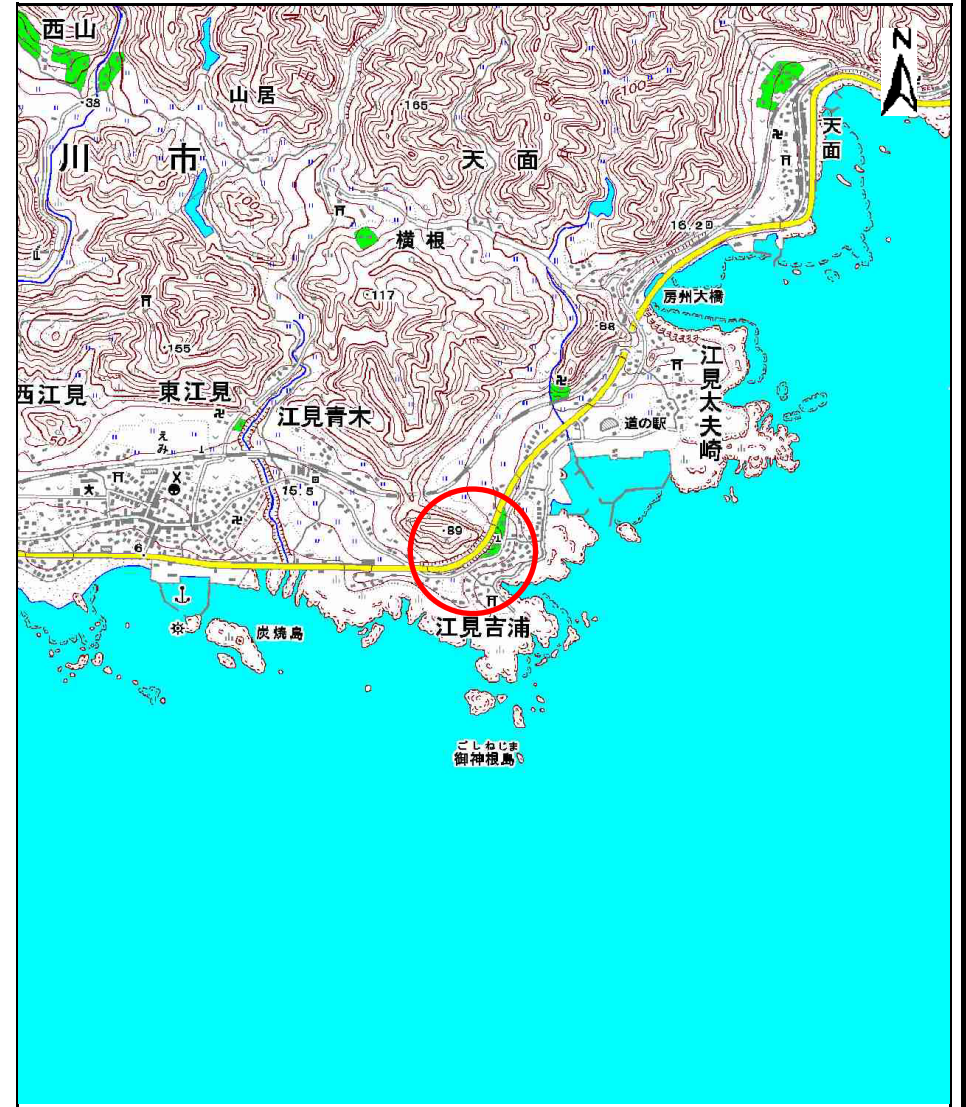 西山
N
38
山居
165
100
天面
川市
天面
100
16.2
横根
117
房州大橋
88
155
西江見
東江見
江見青木
江見太夫崎
道の駅
50
えみ
15.5
89
6
江見吉浦
炭焼島
ごしねじま
御神根島